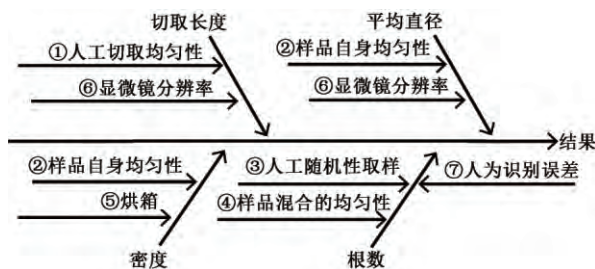 切取长度
平均直径
①人工切取均匀性
②样品自身均匀性
⑥显微镜分辨率
⑥显微镜分辨率
结果
②样品自身均匀性
③人工随机性取样
⑦人为识别误差
⑤烘箱
④样品混合的均匀性
密度
根数